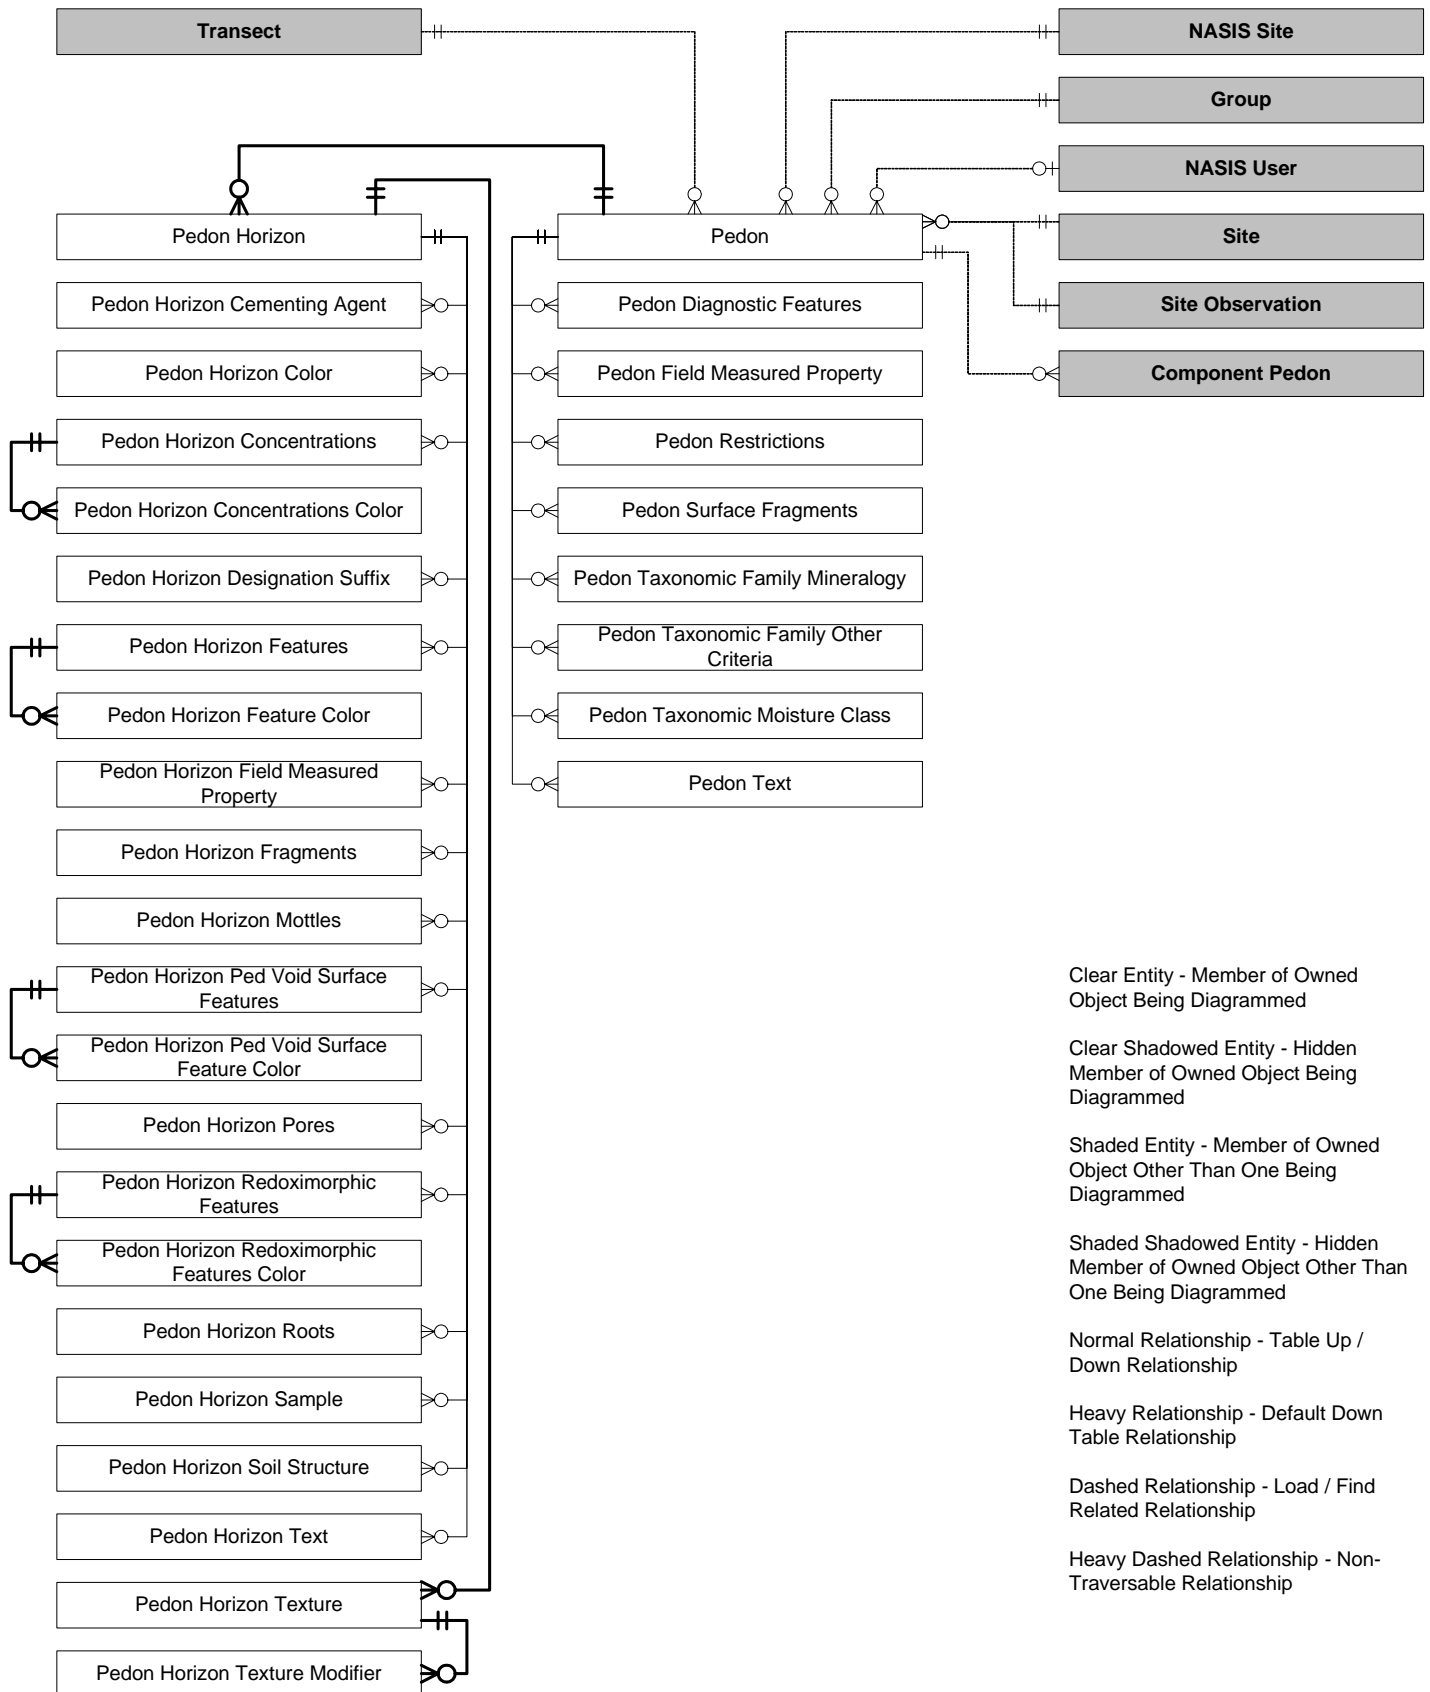 Transect
NASIS Site
Group
NASIS User
Pedon Horizon
Pedon
Site
Pedon Horizon Cementing Agent
Pedon Diagnostic Features
Site Observation
Pedon Horizon Color
Pedon Field Measured Property
Component Pedon
Pedon Horizon Concentrations
Pedon Restrictions
Pedon Horizon Concentrations Color
Pedon Surface Fragments
Pedon Horizon Designation Suffix
Pedon Taxonomic Family Mineralogy
Pedon Horizon Features
Pedon Taxonomic Family Other
Criteria
Pedon Horizon Feature Color
Pedon Taxonomic Moisture Class
Pedon Horizon Field Measured
Property
Pedon Text
Pedon Horizon Fragments
Pedon Horizon Mottles
Pedon Horizon Ped Void Surface
Features
Pedon Horizon Ped Void Surface
Feature Color
Pedon Horizon Pores
Pedon Horizon Redoximorphic
Features
Pedon Horizon Redoximorphic
Features Color
Pedon Horizon Roots
Pedon Horizon Sample
Pedon Horizon Soil Structure
Pedon Horizon Text
Pedon Horizon Texture
Pedon Horizon Texture Modifier
Clear Entity - Member of Owned
Object Being Diagrammed
Clear Shadowed Entity - Hidden
Member of Owned Object Being
Diagrammed
Shaded Entity - Member of Owned
Object Other Than One Being
Diagrammed
Shaded Shadowed Entity - Hidden
Member of Owned Object Other Than
One Being Diagrammed
Normal Relationship - Table Up /
Down Relationship
Heavy Relationship - Default Down
Table Relationship
Dashed Relationship - Load / Find
Related Relationship
Heavy Dashed Relationship - Non-
Traversable Relationship